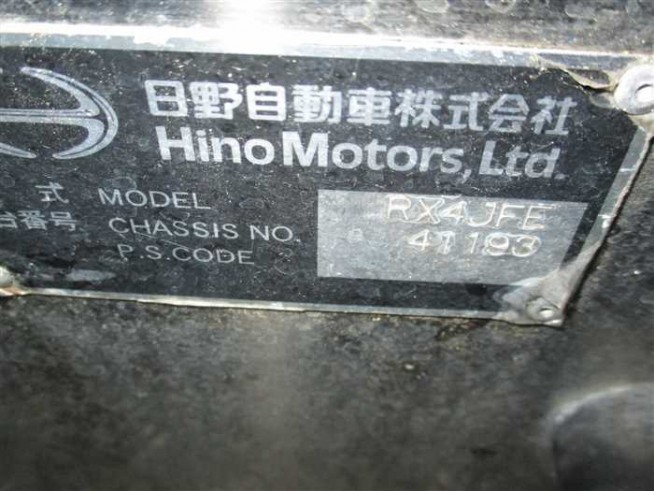 日野自動車株式会社
Hino Motors, Ltd.
式 MODEL RX4JFE
台番号 CHASSIS NO. 41193
P.S.CODE